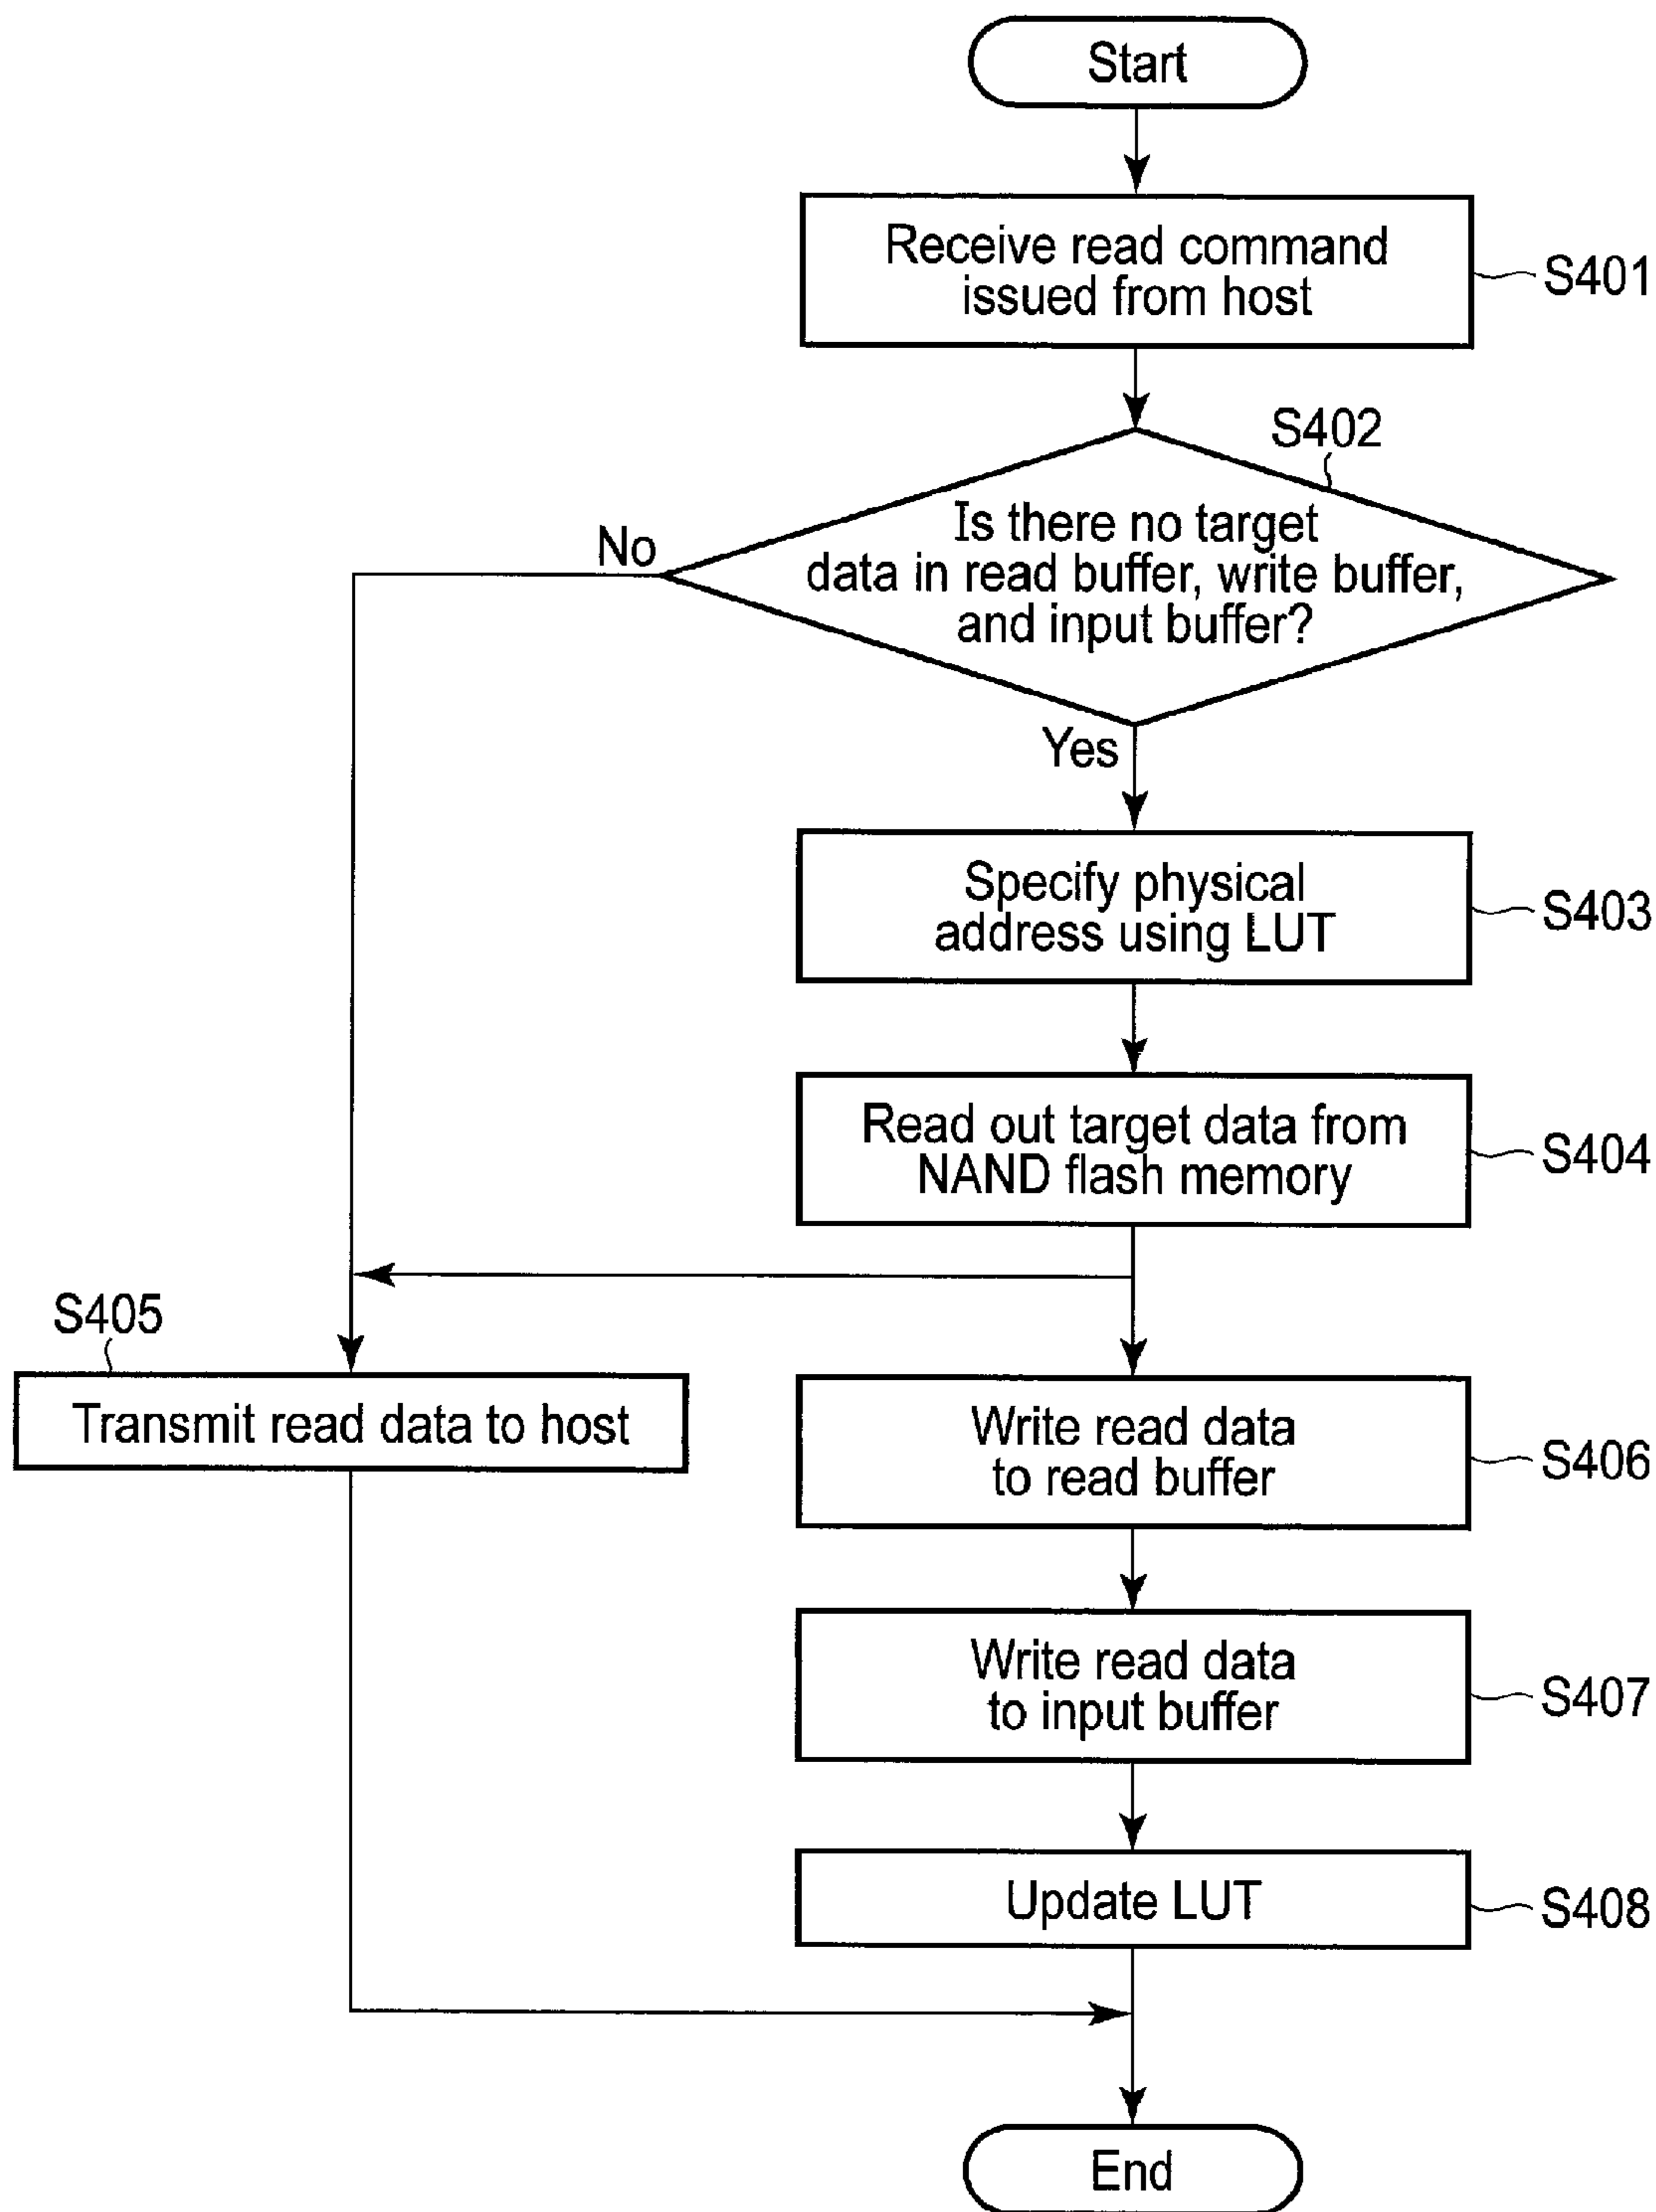 Start
Receive read command
issued from host
S401
S402
Is there no target
data in read buffer, write buffer,
and input buffer?
No
Yes
Specify physical
address using LUT
S403
Read out target data from
NAND flash memory
S404
S405
Transmit read data to host
Write read data
to read buffer
S406
Write read data
to input buffer
S407
Update LUT
S408
End